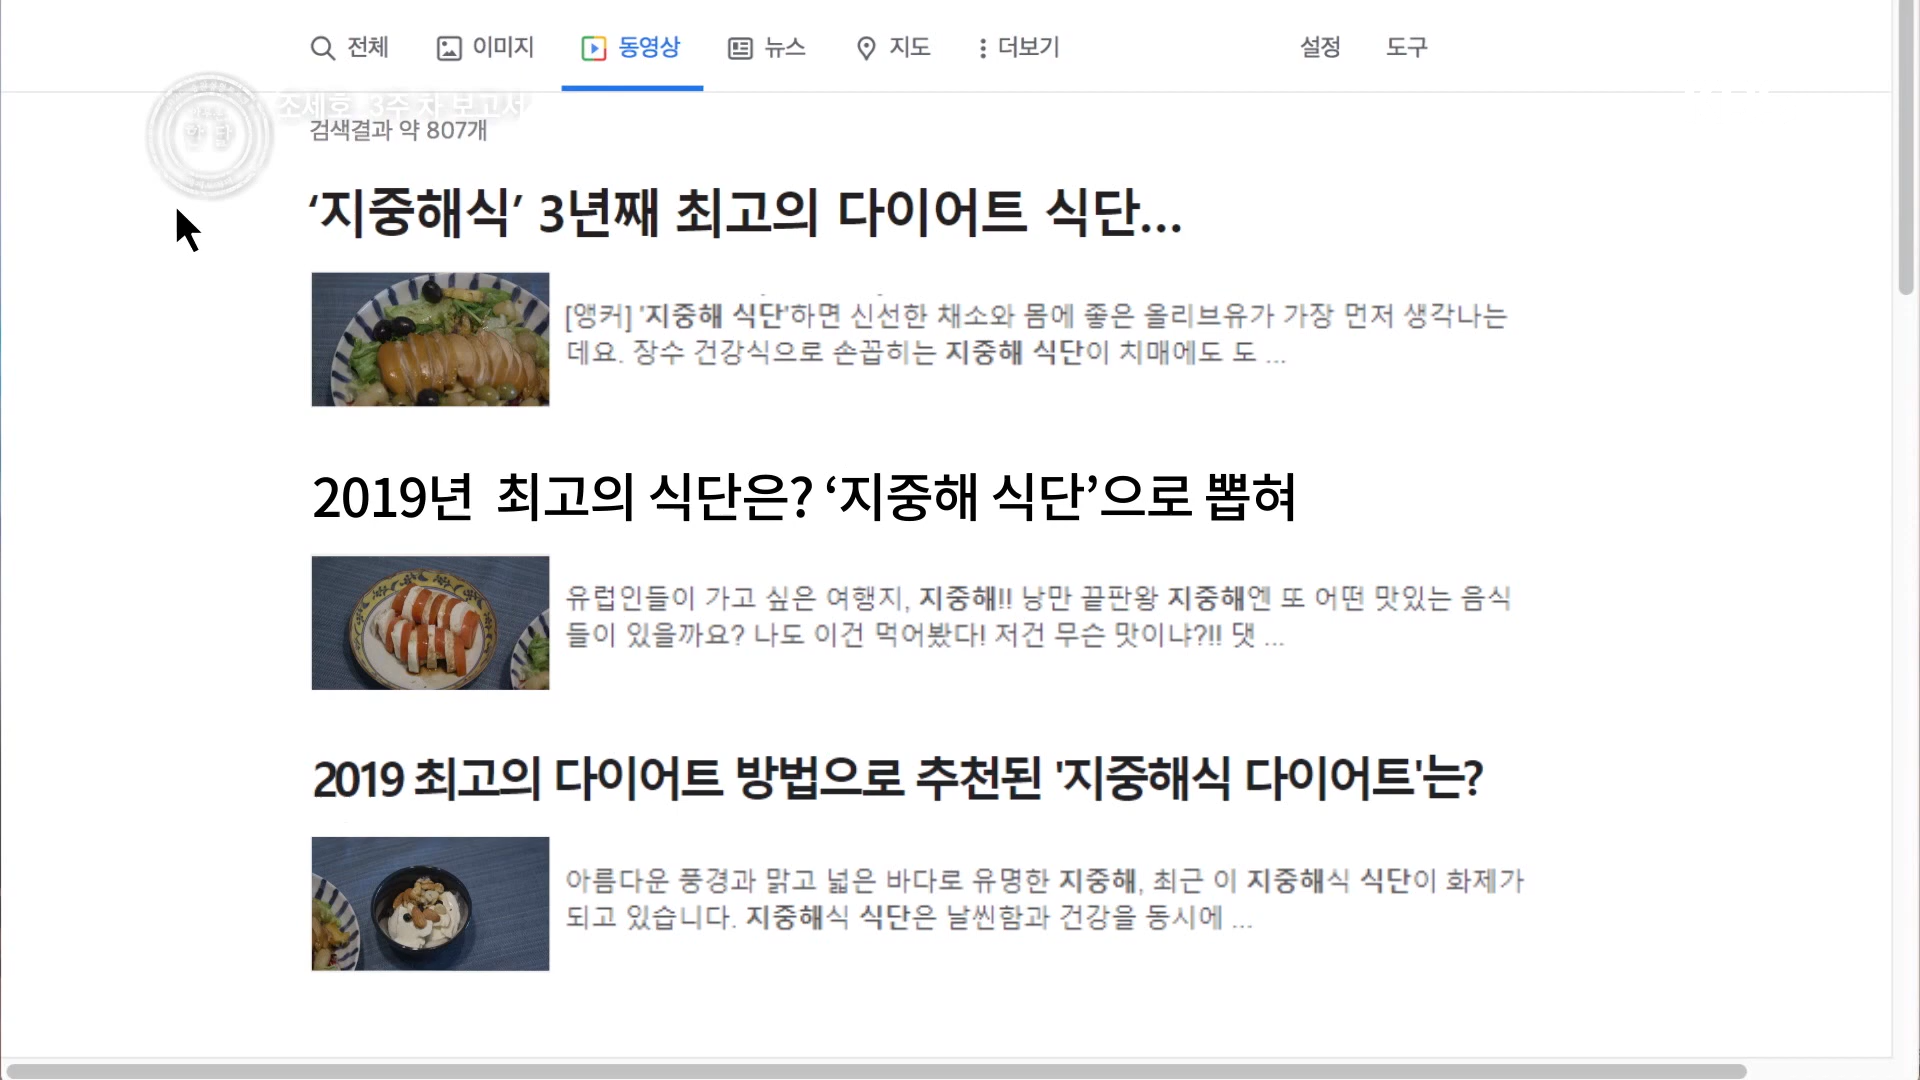 전체 이미지 동영상 뉴스 지도 더보기 설정 도구
조세호 3주 차 보고서
검색결과 약 807개
‘지중해식’ 3년째 최고의 다이어트 식단...
[앵커] '지중해 식단'하면 신선한 채소와 몸에 좋은 올리브유가 가장 먼저 생각나는
데요. 장수 건강식으로 손꼽히는 지중해 식단이 치매에도 도 ...
2019년 최고의 식단은? ‘지중해 식단’으로 뽑혀
유럽인들이 가고 싶은 여행지, 지중해!! 낭만 끝판왕 지중해엔 또 어떤 맛있는 음식
들이 있을까요? 나도 이건 먹어봤다! 저건 무슨 맛이냐?!! 댓 ...
2019 최고의 다이어트 방법으로 추천된 '지중해식 다이어트'는?
아름다운 풍경과 맑고 넓은 바다로 유명한 지중해, 최근 이 지중해식 식단이 화제가
되고 있습니다. 지중해식 식단은 날씬함과 건강을 동시에 ...